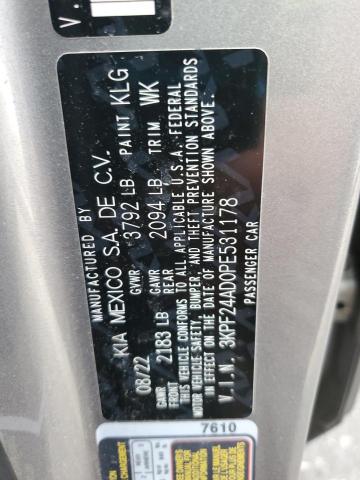 MANUFACTURED BY
KIA MEXICO S.A. DE C.V.
08/22 GVWR 3792 LB PAINT KLG
GAWR FRONT 2183 LB GAWR REAR 2094 LB TRIM WK
THIS VEHICLE CONFORMS TO ALL APPLICABLE U.S.A. FEDERAL
MOTOR VEHICLE SAFETY, BUMPER, AND THEFT PREVENTION STANDARDS
IN EFFECT ON THE DATE OF MANUFACTURE SHOWN ABOVE.
V.I.N. 3KPF24AD0PE531178
PASSENGER CAR
7610
V.